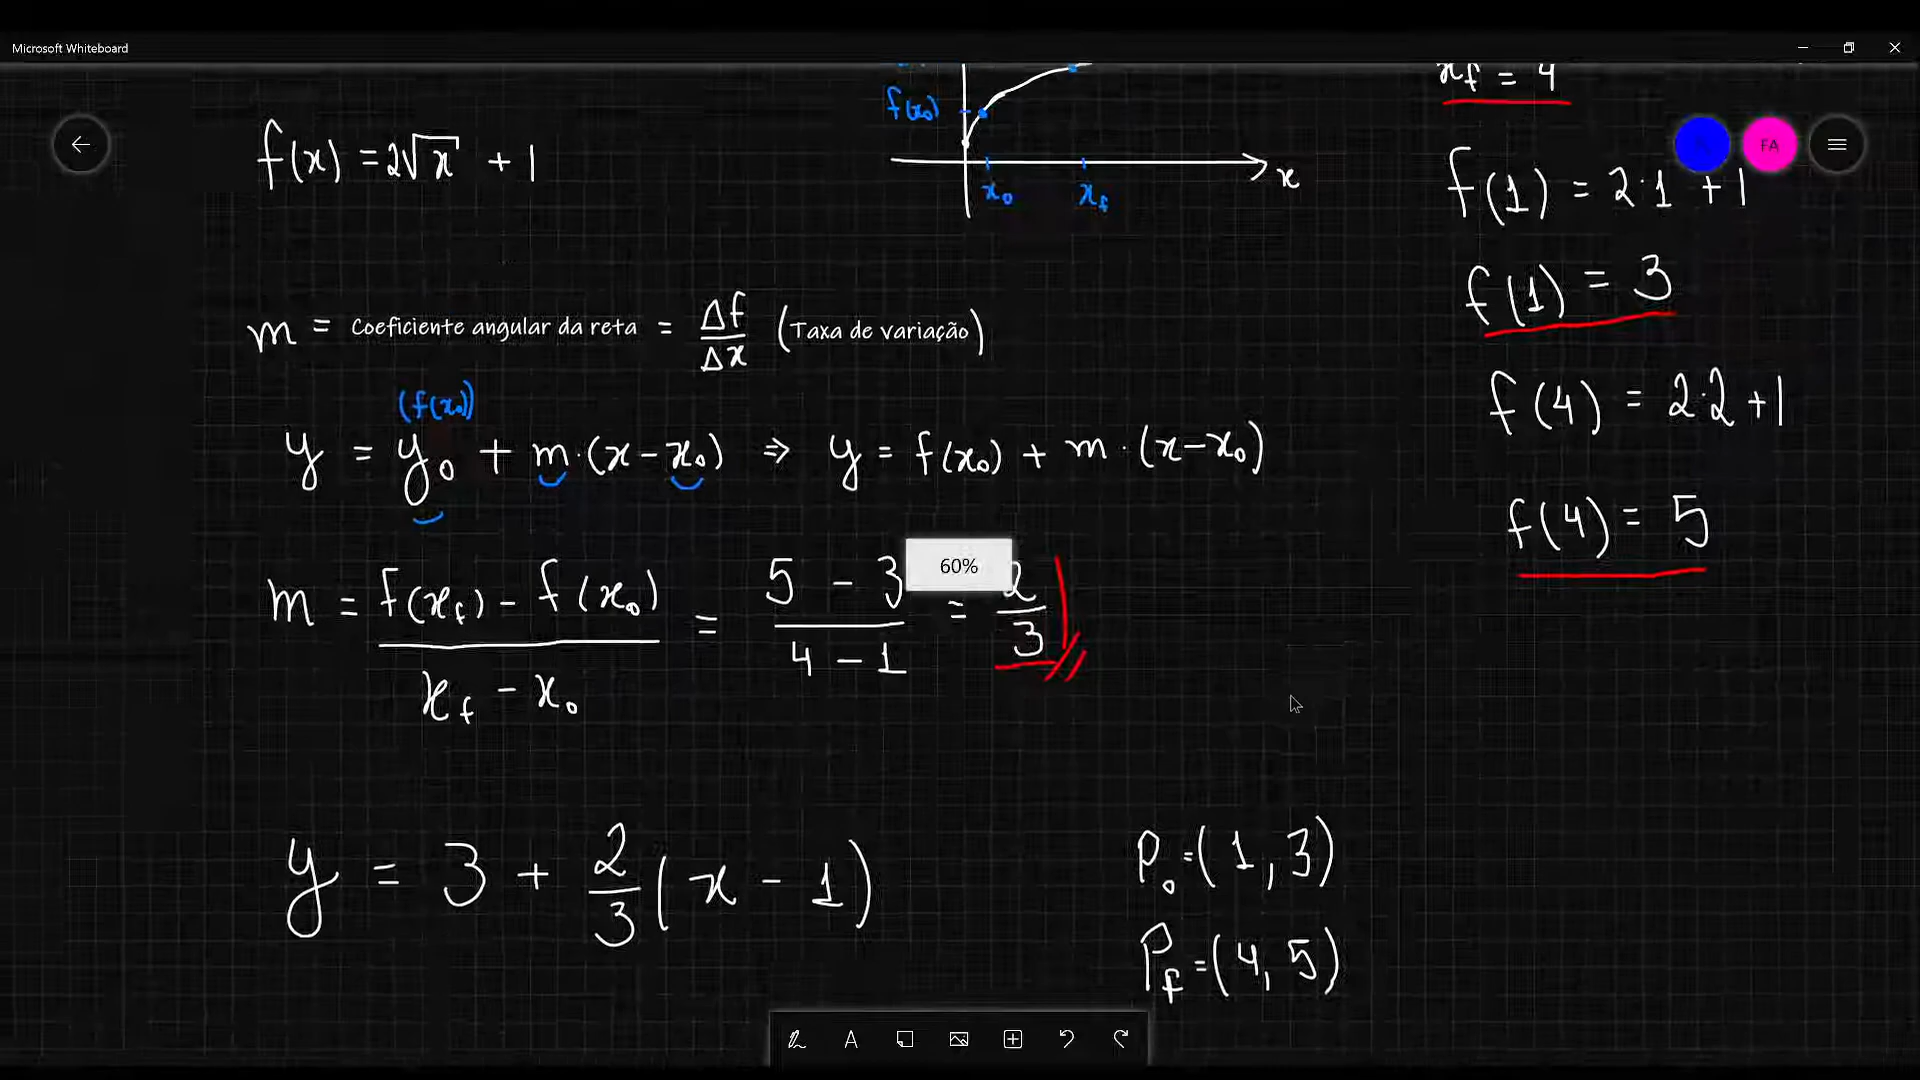 Microsoft Whiteboard
x_f = 4
f(x₀)
f(x) = 2√x + 1
FA
x
x₀ x_f
f(1) = 2·1 + 1
f(1) = 3
m = Coeficiente angular da reta = Δf/Δx (Taxa de variação)
f(4) = 2·2 + 1
(f(x₀))
y = y₀ + m·(x – x₀) ⇒ y = f(x₀) + m·(x – x₀)
f(4) = 5
60%
m = f(x_f) – f(x₀) / x_f – x₀ = 5 – 3 / 4 – 1 = 2/3
y = 3 + 2/3 (x – 1)
P₀ = (1, 3)
P_f = (4, 5)
A